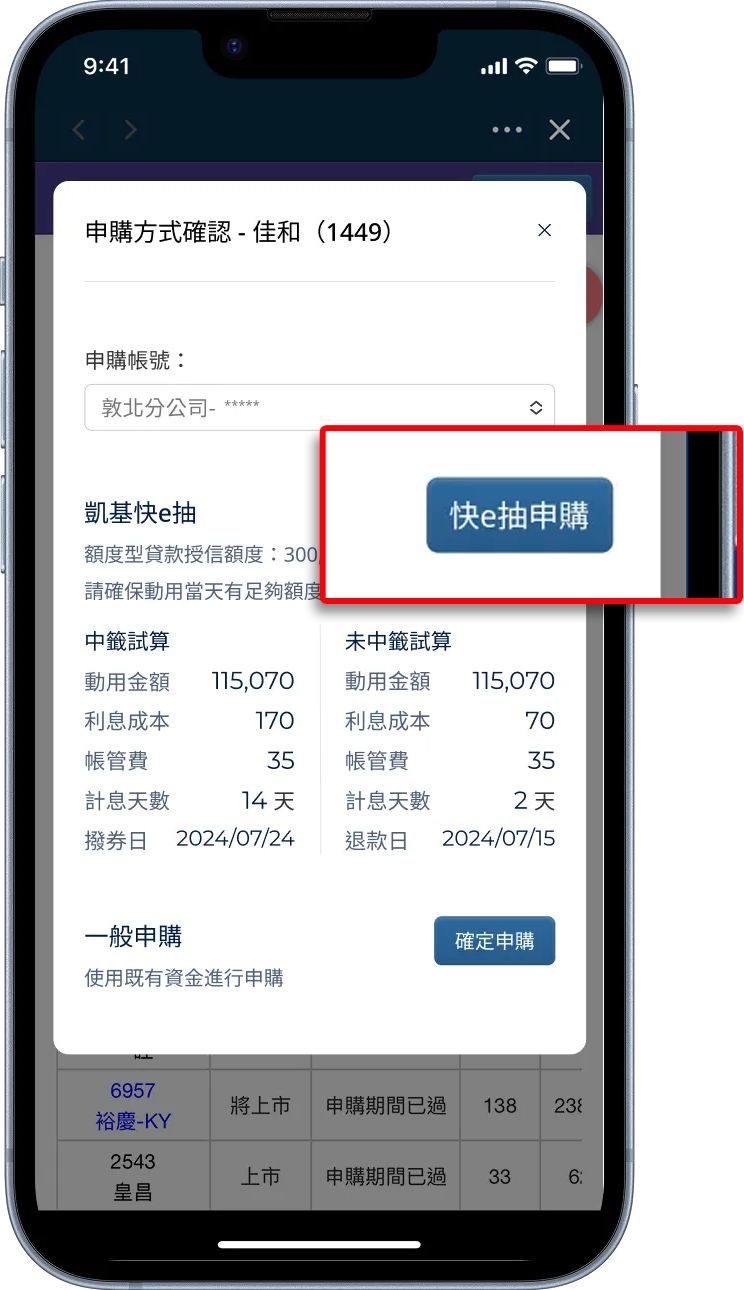 9:41
申購方式確認 - 佳和（1449）
申購帳號：
敦北分公司- *****
凱基快e抽
快e抽申購
額度型貸款授信額度：300,
請確保動用當天有足夠額度
中籤試算
動用金額 115,070
利息成本 170
帳管費 35
計息天數 14 天
撥券日 2024/07/24
未中籤試算
動用金額 115,070
利息成本 70
帳管費 35
計息天數 2 天
退款日 2024/07/15
一般申購
確定申購
使用既有資金進行申購
6957
裕慶-KY 將上市 申購期間已過 138 238
2543
皇昌 上市 申購期間已過 33 62